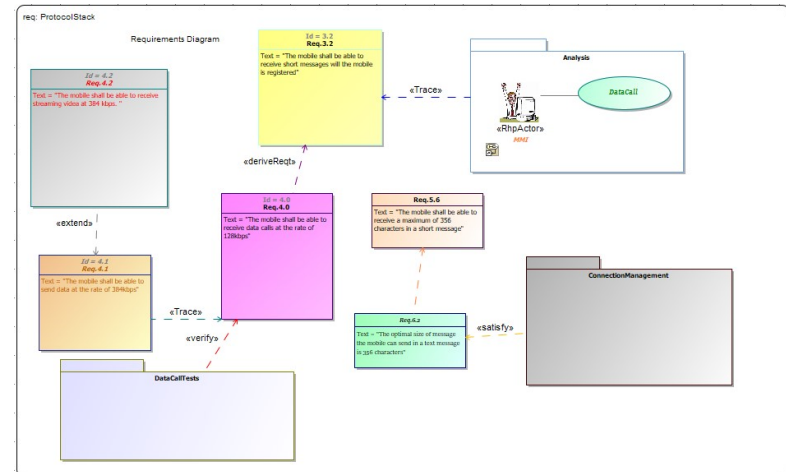 req: ProtocolStack
Requirements Diagram
Id = 3.2
Req.3.2
Text = "The mobile shall be able to
receive short messages will the mobile
is registered"
Analysis
DataCall
«RhpActor»
MMI
«Trace»
Id = 4.2
Req.4.2
Text = "The mobile shall be able to receive
streaming videa at 384 kbps. "
«deriveReqt»
Id = 4.0
Req.4.0
Text = "The mobile shall be able to
receive data calls at the rate of
128kbps"
Req.5.6
Text = "The mobile shall be able to
receive a maximum of 356
characters in a short message"
«extend»
Id = 4.1
Req.4.1
Text = "The mobile shall be able to
send data at the rate of 384kbps"
«Trace»
«verify»
ConnectionManagement
Req.6.2
Text = "The optimal size of message
the mobile can send in a text message
is 356 characters"
«satisfy»
DataCallTests